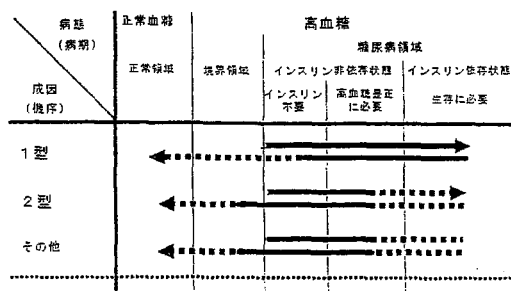 病態
(病期)
成因
(機序)
正常血糖
高血糖
糖尿病領域
正常領域
境界領域
インスリン非依存状態
インスリン依存状態
インスリン
不要
高血糖是正
に必要
生存に必要
1型
2型
その他